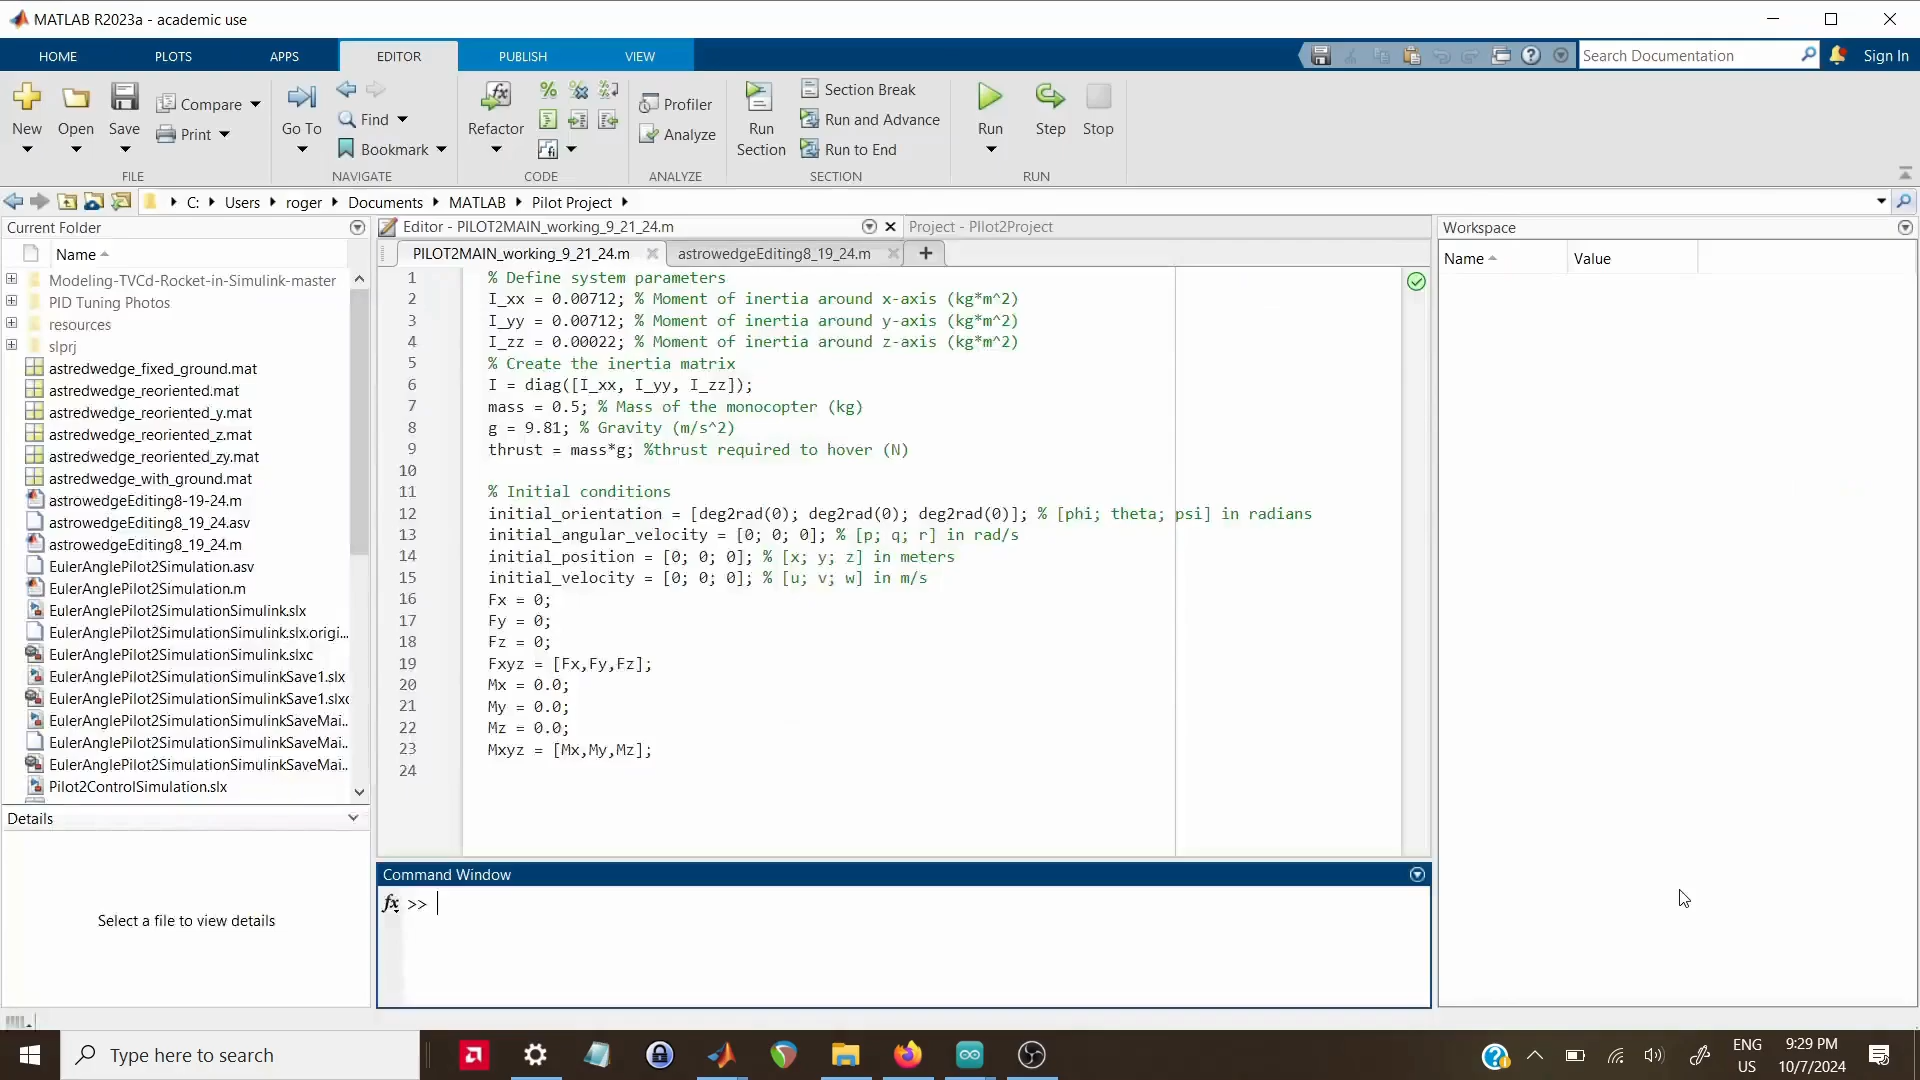 MATLAB R2023a - academic use
HOME PLOTS APPS EDITOR PUBLISH VIEW
Search Documentation
Sign In
New
Open
Save
Compare
Print
FILE
Go To
Find
Bookmark
NAVIGATE
Refactor
CODE
Profiler
Analyze
ANALYZE
Run Section
Section Break
Run and Advance
Run to End
SECTION
Run
Step
Stop
RUN
C: Users roger Documents MATLAB Pilot Project
Current Folder
Name
Modeling-TVCd-Rocket-in-Simulink-master
PID Tuning Photos
resources
slprj
astredwedge_fixed_ground.mat
astredwedge_reoriented.mat
astredwedge_reoriented_y.mat
astredwedge_reoriented_z.mat
astredwedge_reoriented_zy.mat
astredwedge_with_ground.mat
astrowedgeEditing8-19-24.m
astrowedgeEditing8_19_24.asv
astrowedgeEditing8_19_24.m
EulerAnglePilot2Simulation.asv
EulerAnglePilot2Simulation.m
EulerAnglePilot2SimulationSimulink.slx
EulerAnglePilot2SimulationSimulink.slx.origi...
EulerAnglePilot2SimulationSimulink.slxc
EulerAnglePilot2SimulationSimulinkSave1.slx
EulerAnglePilot2SimulationSimulinkSave1.slxc
EulerAnglePilot2SimulationSimulinkSaveMai...
EulerAnglePilot2SimulationSimulinkSaveMai...
EulerAnglePilot2SimulationSimulinkSaveMai...
Pilot2ControlSimulation.slx
Details
Select a file to view details
Editor - PILOT2MAIN_working_9_21_24.m
Project - PIlot2Project
PILOT2MAIN_working_9_21_24.m
astrowedgeEditing8_19_24.m
1 % Define system parameters
2 I_xx = 0.00712; % Moment of inertia around x-axis (kg*m^2)
3 I_yy = 0.00712; % Moment of inertia around y-axis (kg*m^2)
4 I_zz = 0.00022; % Moment of inertia around z-axis (kg*m^2)
5 % Create the inertia matrix
6 I = diag([I_xx, I_yy, I_zz]);
7 mass = 0.5; % Mass of the monocopter (kg)
8 g = 9.81; % Gravity (m/s^2)
9 thrust = mass*g; %thrust required to hover (N)
10
11 % Initial conditions
12 initial_orientation = [deg2rad(0); deg2rad(0); deg2rad(0)]; % [phi; theta; psi] in radians
13 initial_angular_velocity = [0; 0; 0]; % [p; q; r] in rad/s
14 initial_position = [0; 0; 0]; % [x; y; z] in meters
15 initial_velocity = [0; 0; 0]; % [u; v; w] in m/s
16 Fx = 0;
17 Fy = 0;
18 Fz = 0;
19 Fxyz = [Fx,Fy,Fz];
20 Mx = 0.0;
21 My = 0.0;
22 Mz = 0.0;
23 Mxyz = [Mx,My,Mz];
24
Command Window
fx >>
Workspace
Name Value
Type here to search
ENG
US
9:29 PM
10/7/2024